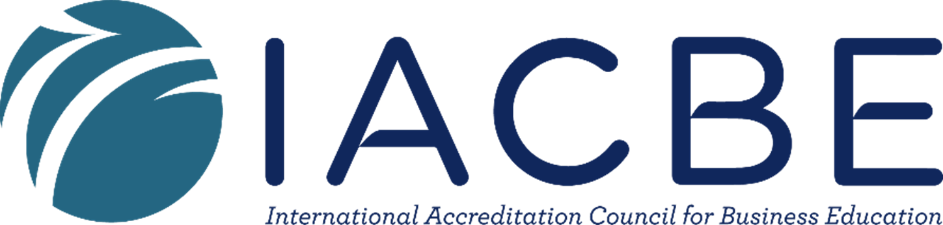 IACBE
International Accreditation Council for Business Education